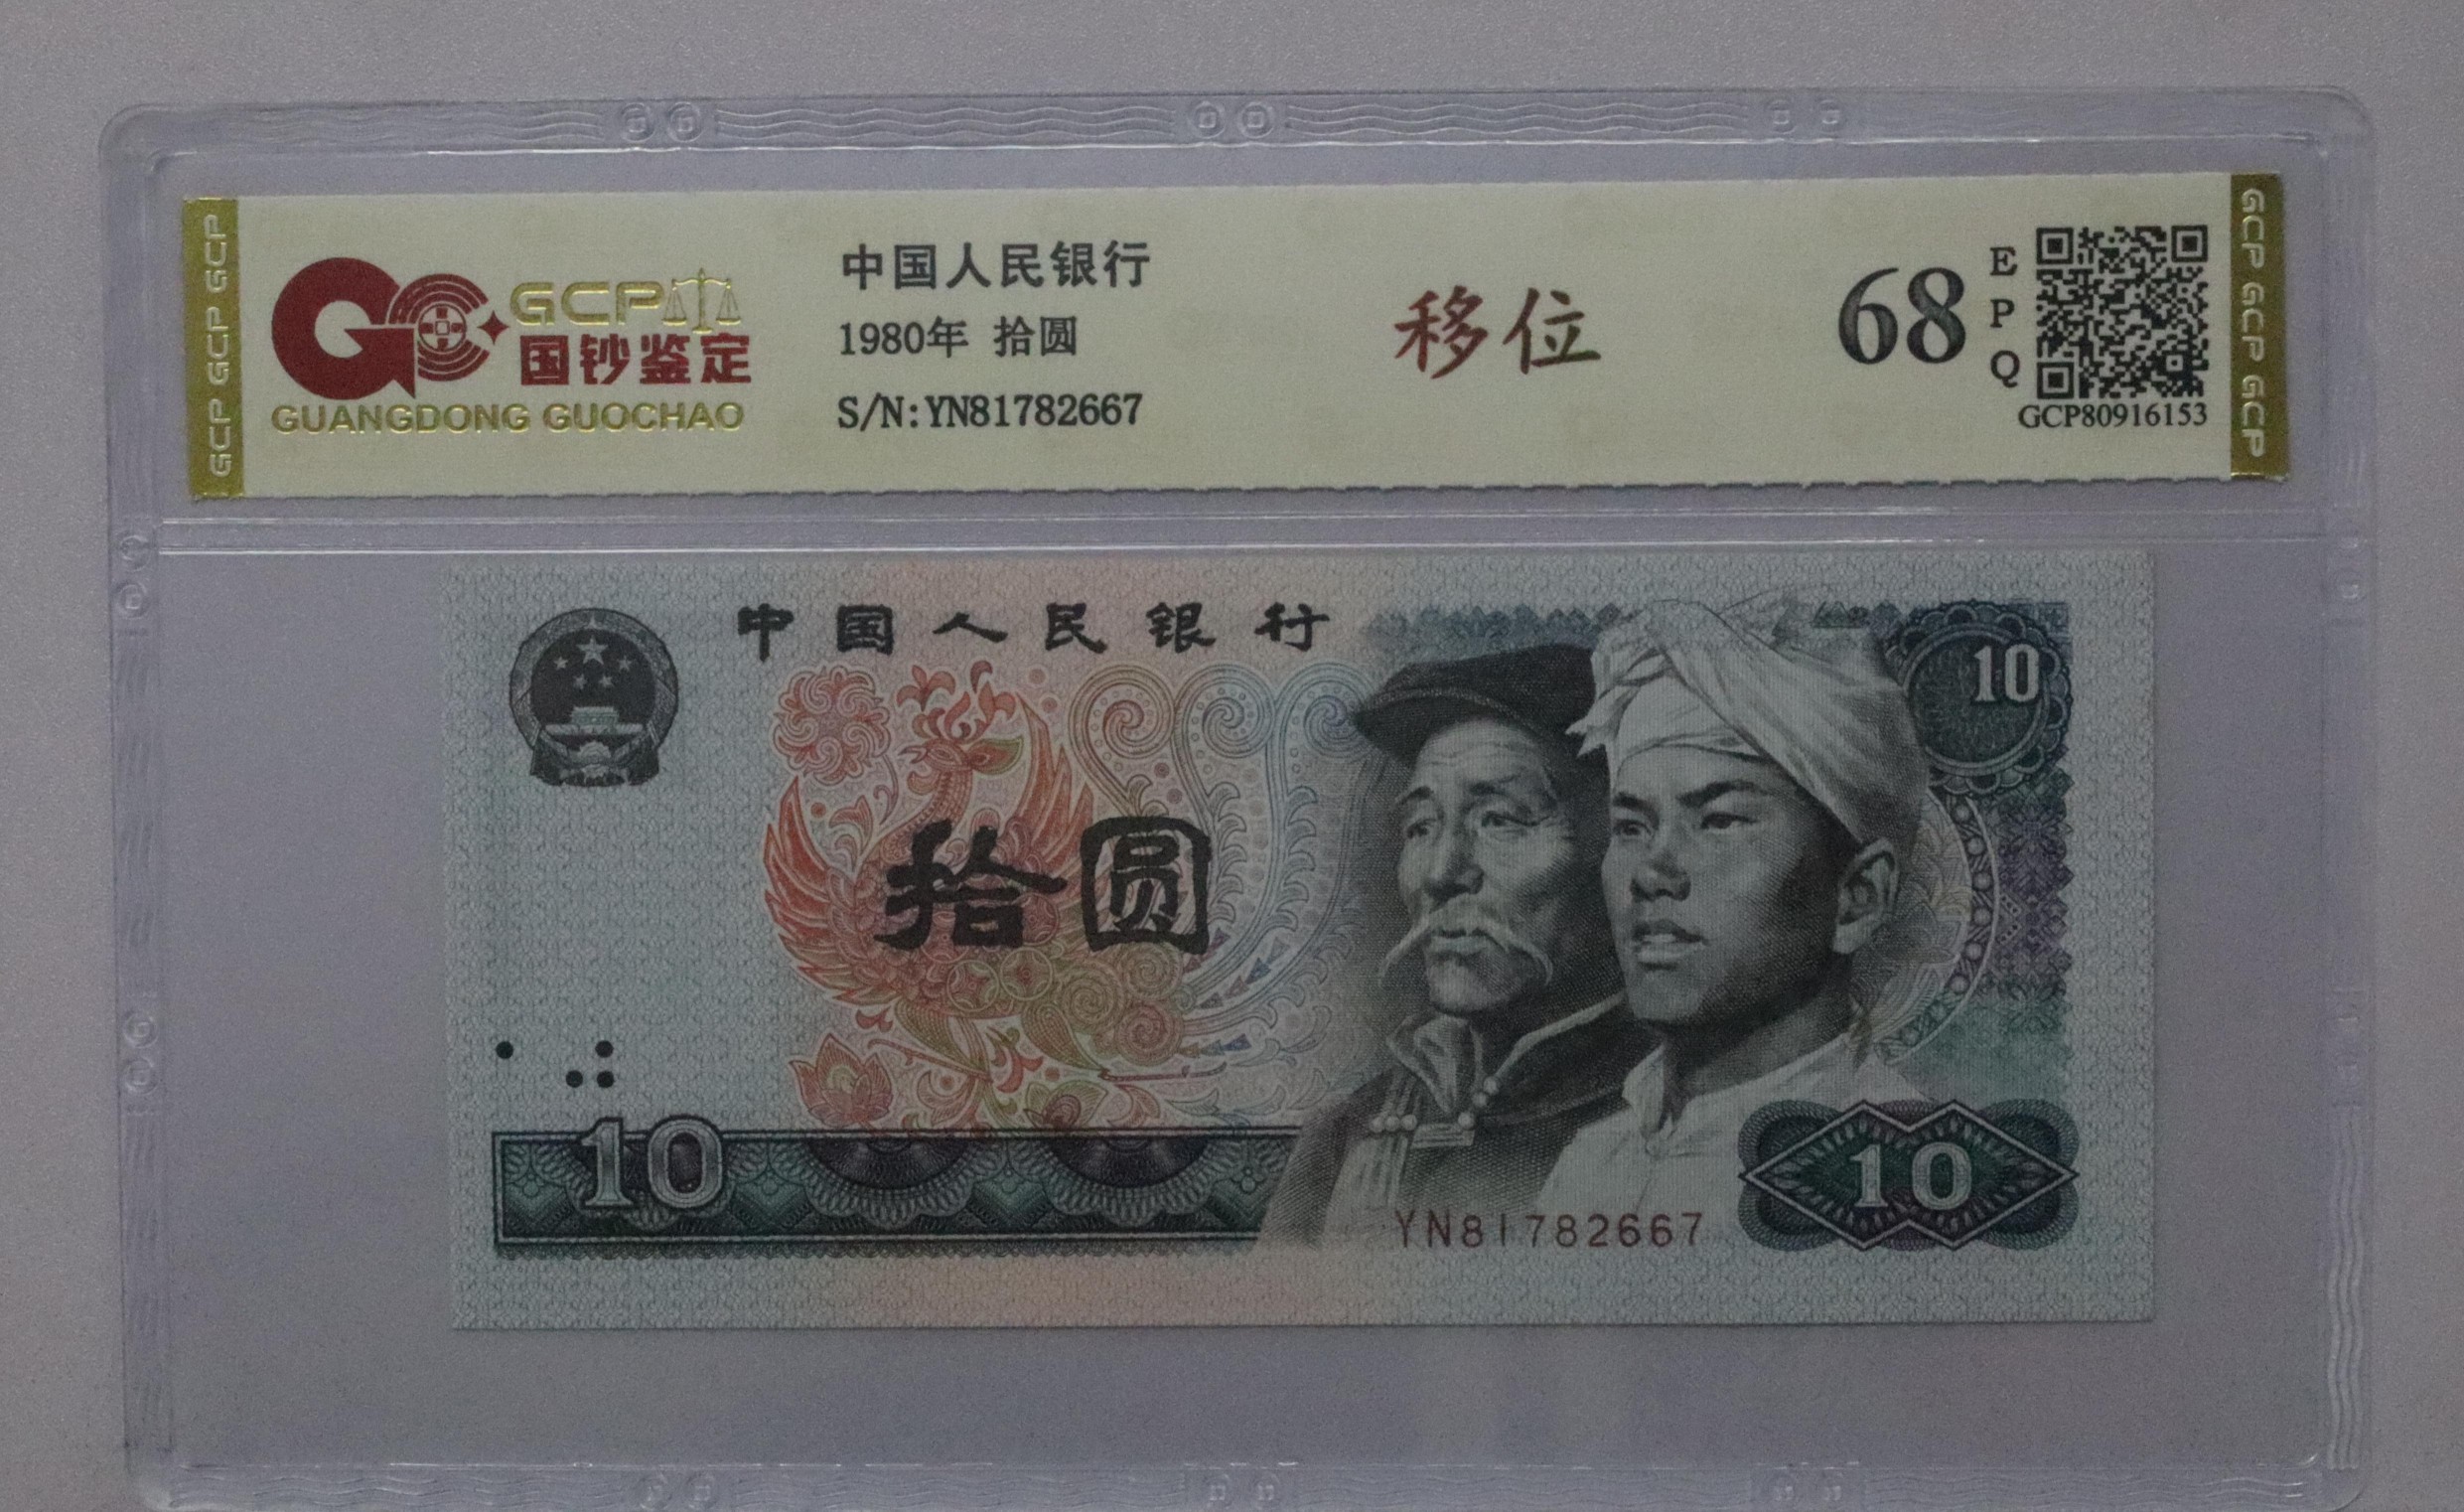 GCP GCP GCP
GCP
国钞鉴定
GUANGDONG GUOCHAO
中国人民银行
1980年 拾圆
S/N:YN81782667
移位
68
E
P
Q
GCP80916153
GCP GCP GCP
中国人民银行
10
拾圆
10
YN81782667
10